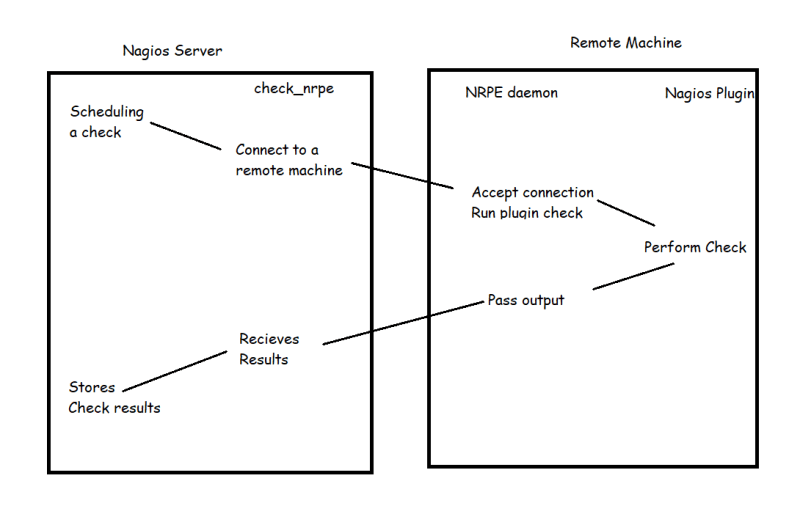 Nagios Server
Remote Machine
check_nrpe
NRPE daemon
Nagios Plugin
Scheduling
a check
Connect to a
remote machine
Accept connection
Run plugin check
Perform Check
Pass output
Recieves
Results
Stores
Check results